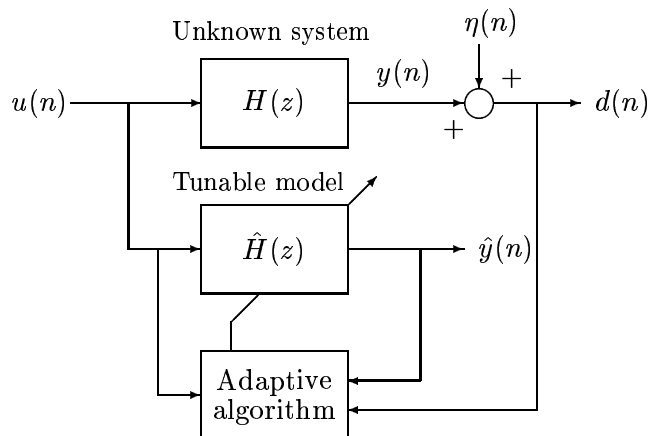 η(n)
Unknown system
y(n)
+
u(n)
H(z)
d(n)
+
Tunable model
Ĥ(z)
ŷ(n)
Adaptive
algorithm